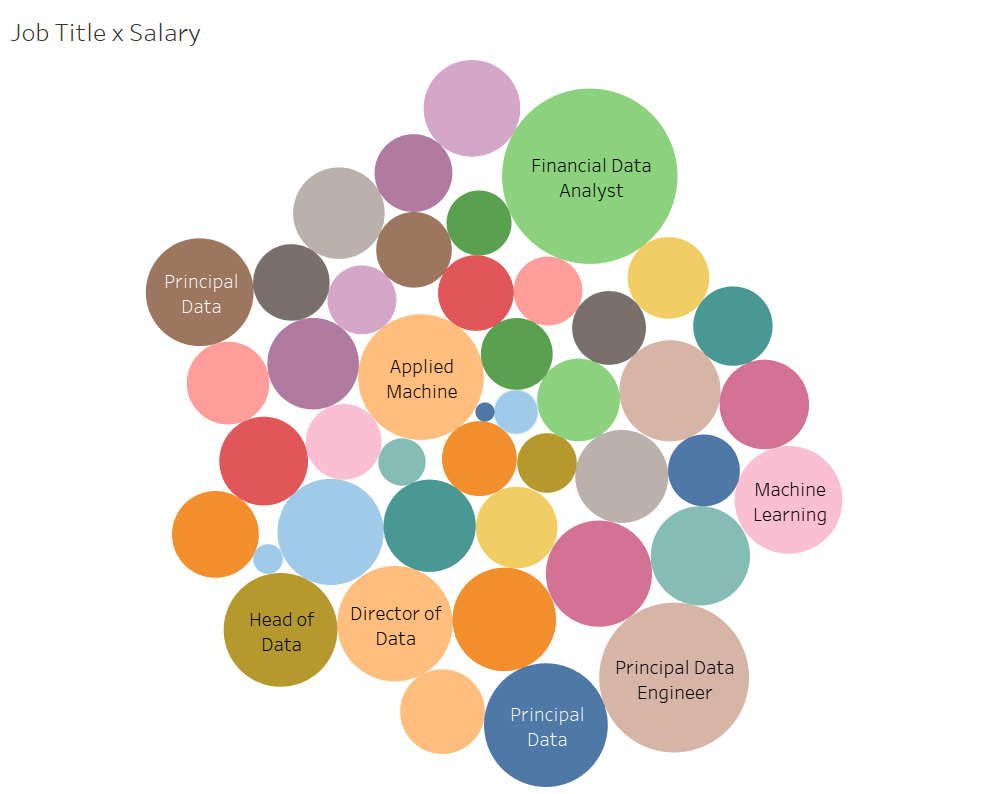 Job Title x Salary
Financial Data
Analyst
Principal
Data
Applied
Machine
Machine
Learning
Head of
Data
Director of
Data
Principal Data
Engineer
Principal
Data